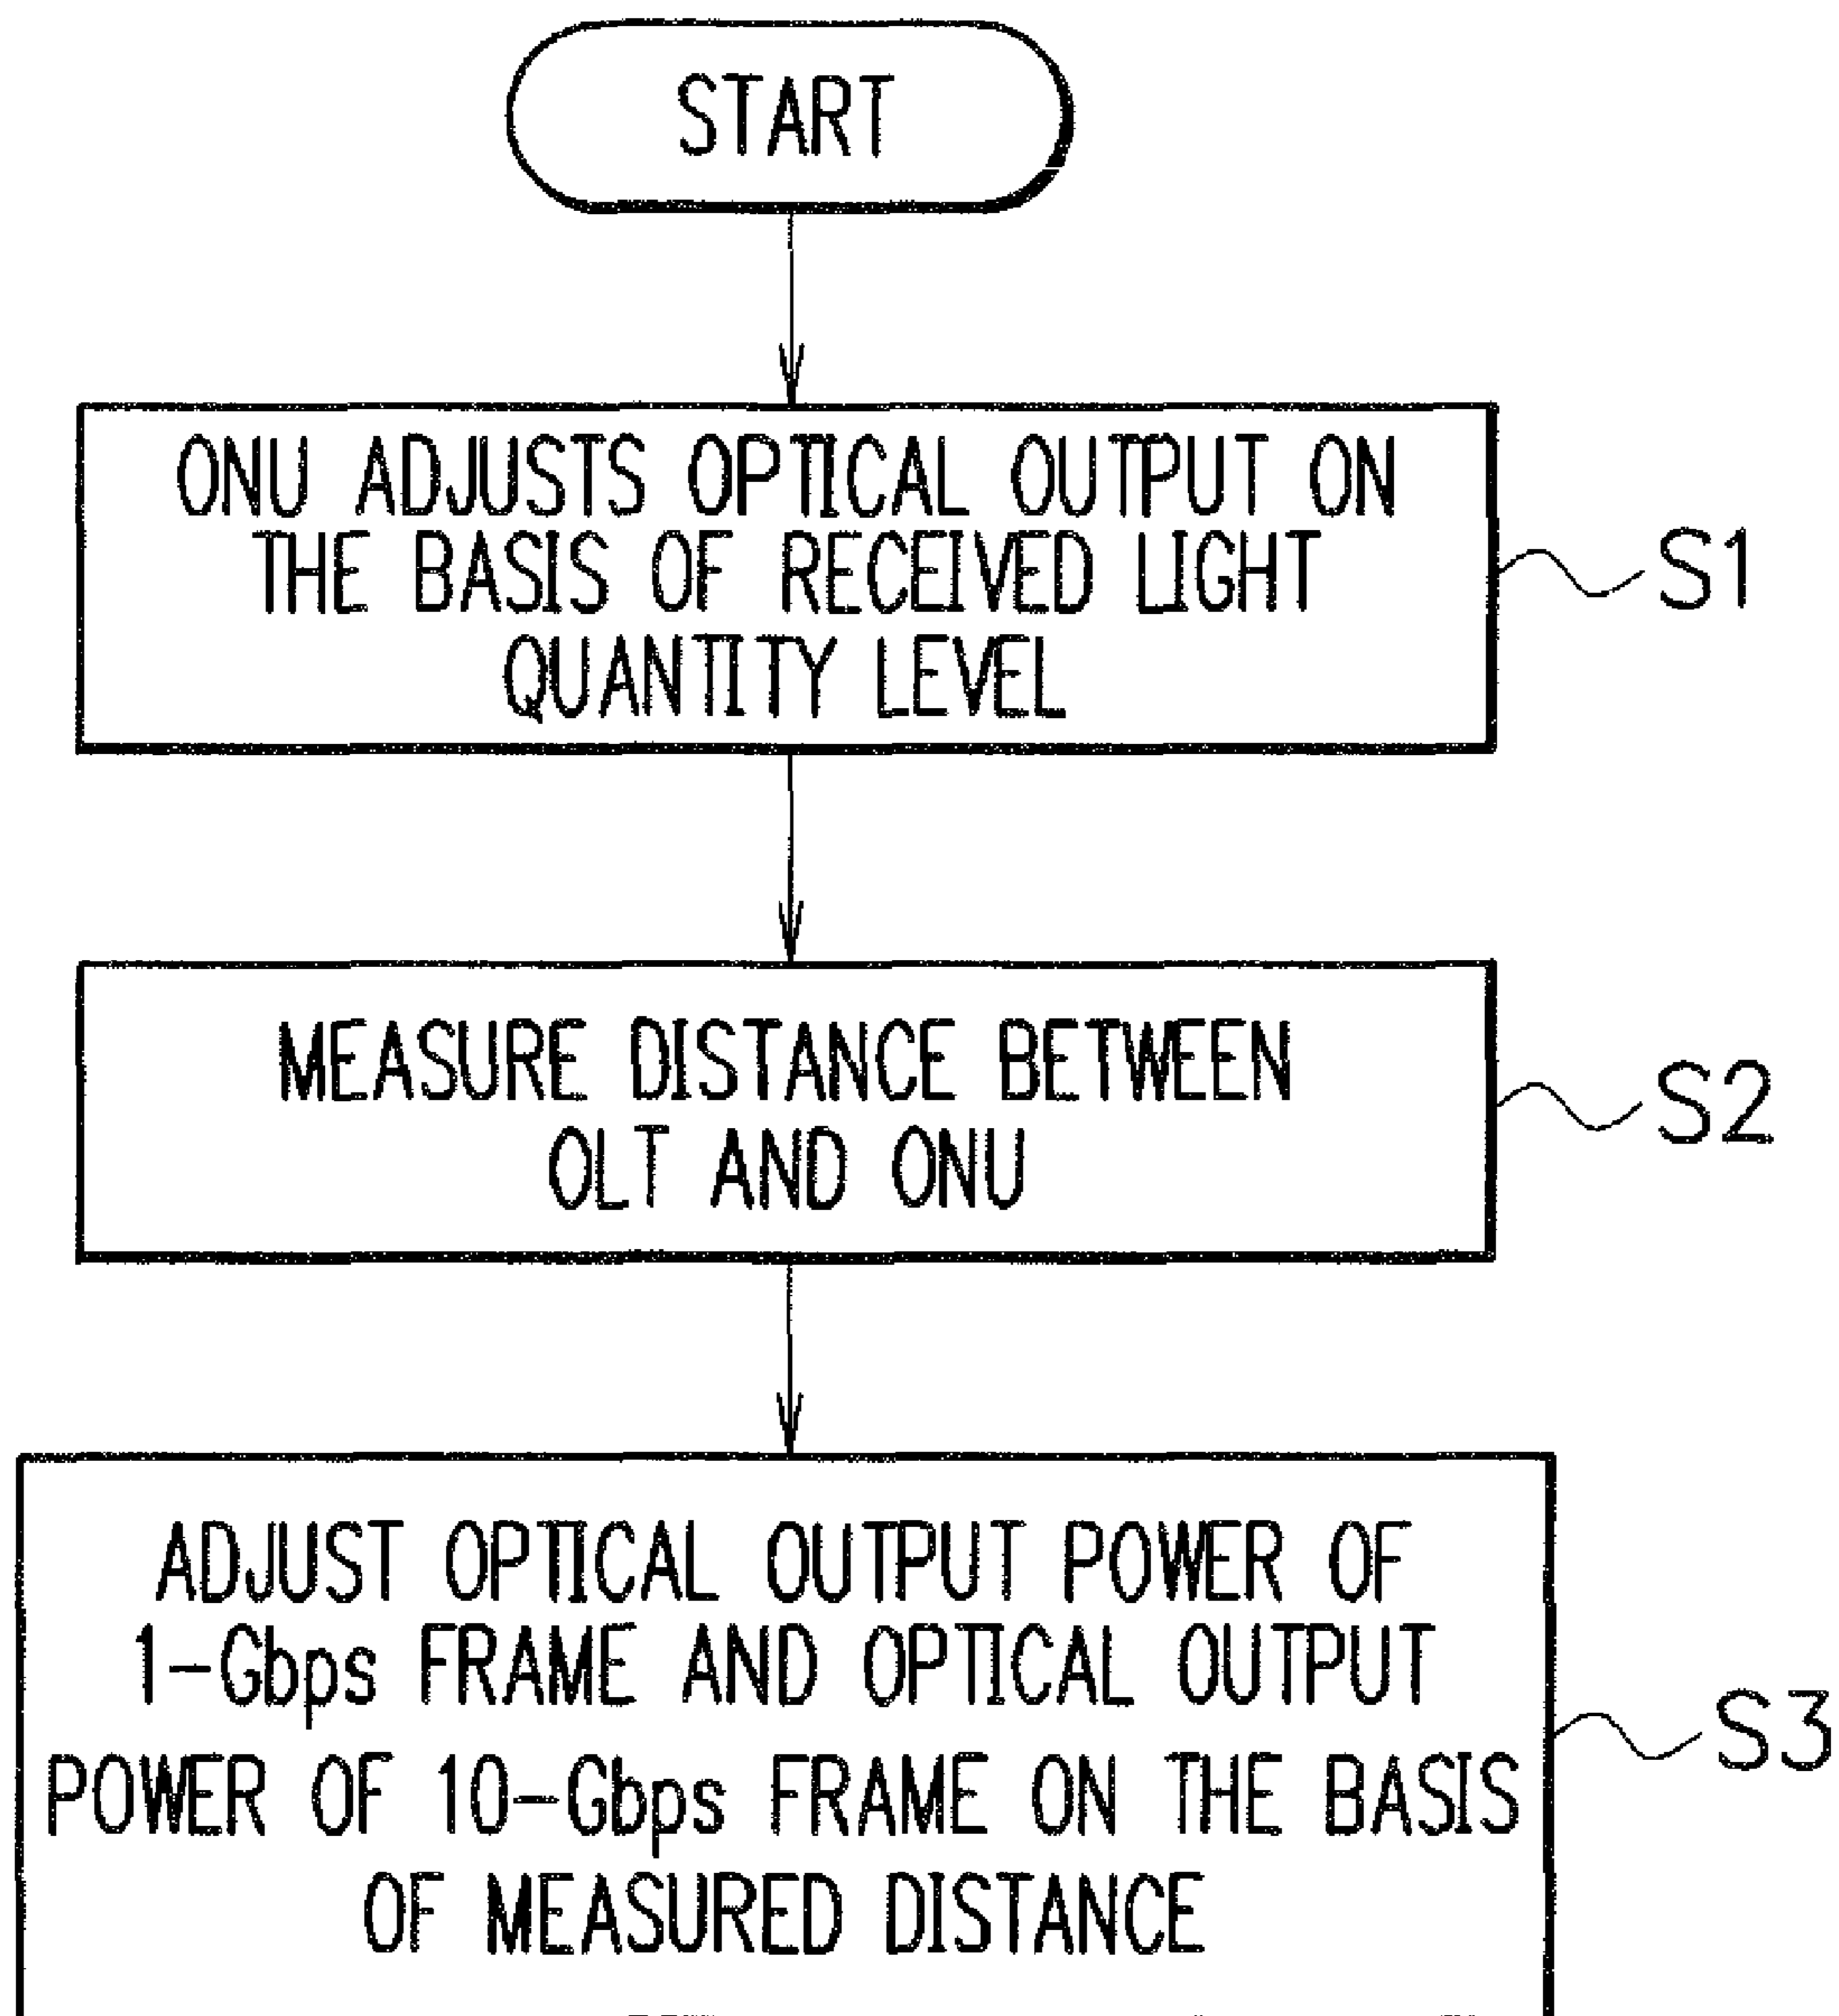 START
ONU ADJUSTS OPTICAL OUTPUT ON
THE BASIS OF RECEIVED LIGHT
QUANTITY LEVEL
S1
MEASURE DISTANCE BETWEEN
OLT AND ONU
S2
ADJUST OPTICAL OUTPUT POWER OF
1-Gbps FRAME AND OPTICAL OUTPUT
POWER OF 10-Gbps FRAME ON THE BASIS
OF MEASURED DISTANCE
S3